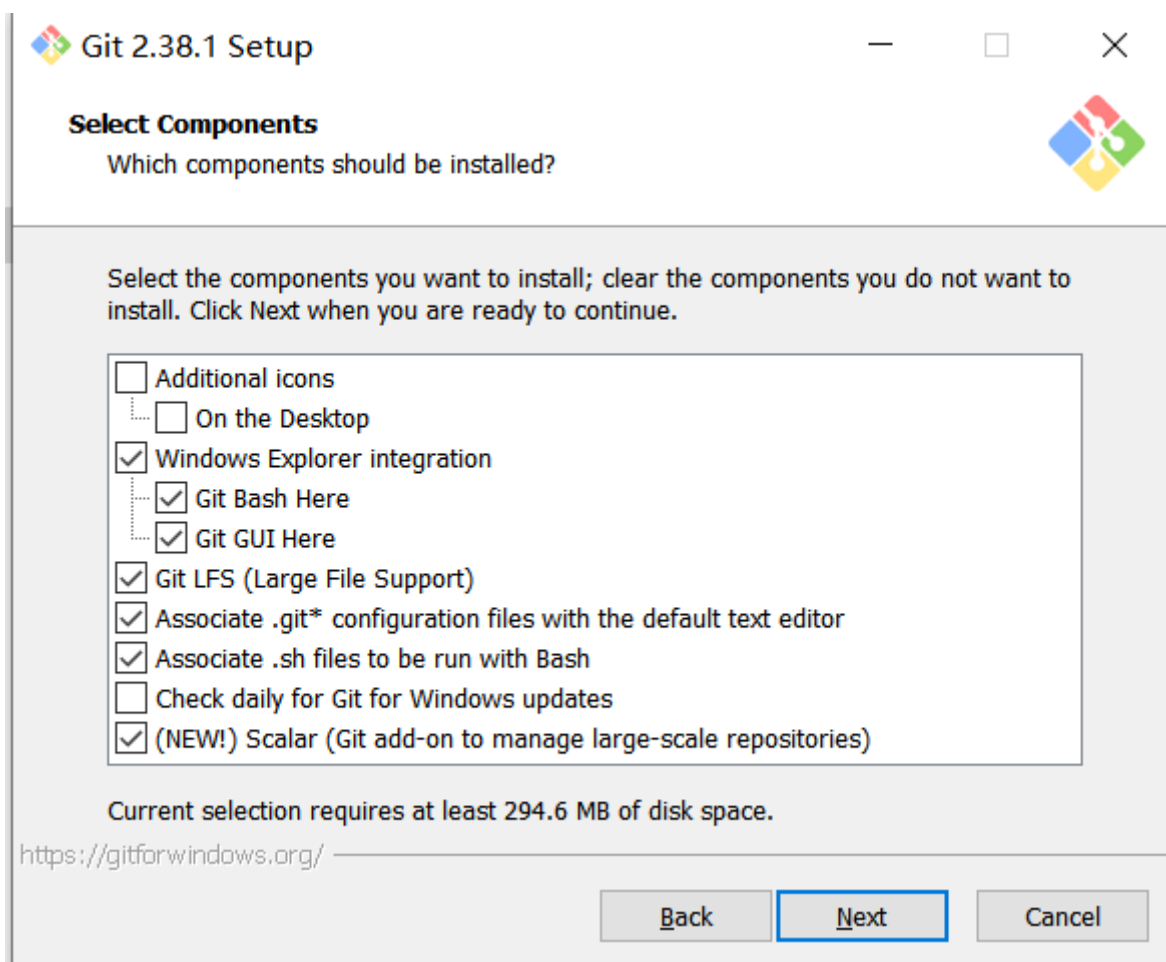 Git 2.38.1 Setup
Select Components
Which components should be installed?
Select the components you want to install; clear the components you do not want to
install. Click Next when you are ready to continue.
Additional icons
On the Desktop
Windows Explorer integration
Git Bash Here
Git GUI Here
Git LFS (Large File Support)
Associate .git* configuration files with the default text editor
Associate .sh files to be run with Bash
Check daily for Git for Windows updates
(NEW!) Scalar (Git add-on to manage large-scale repositories)
Current selection requires at least 294.6 MB of disk space.
https://gitforwindows.org/
Back Next Cancel